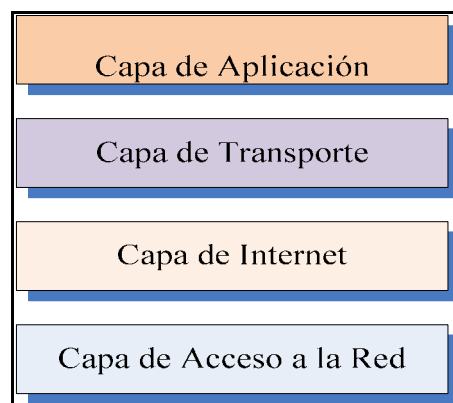 Capa de Aplicación
Capa de Transporte
Capa de Internet
Capa de Acceso a la Red